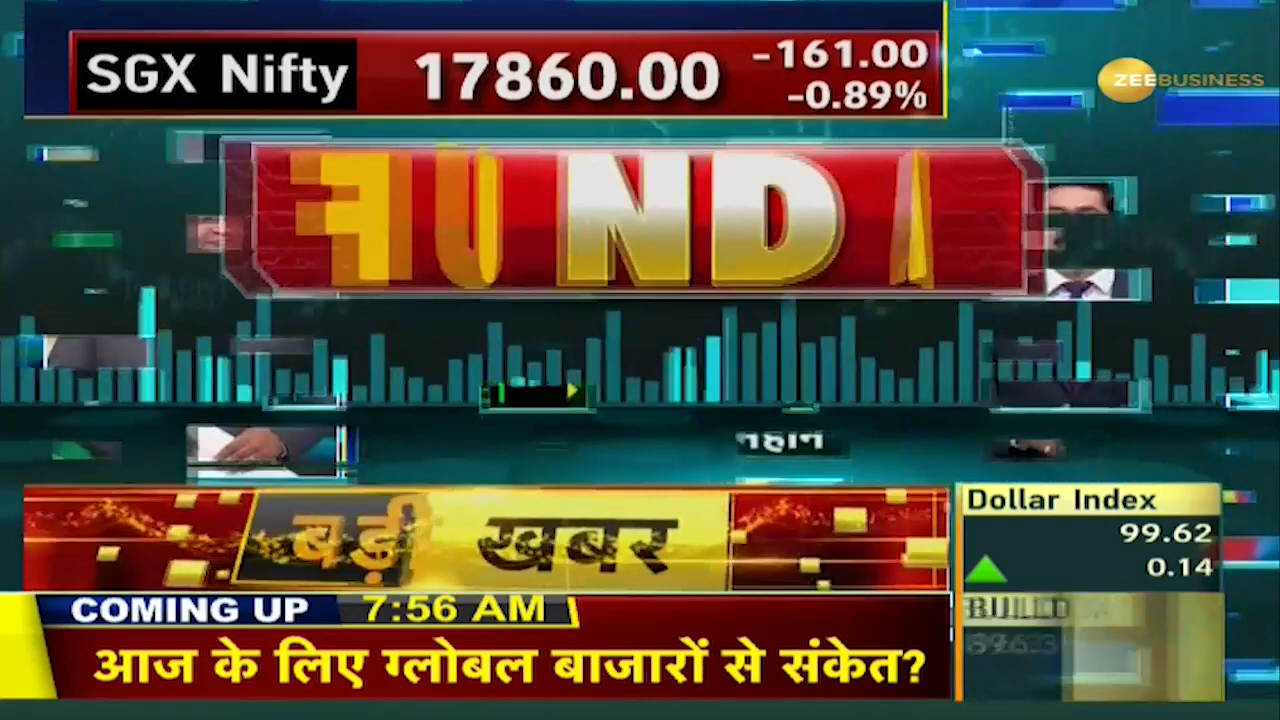 SGX Nifty 17860.00 -161.00
-0.89%
ZEEBUSINESS
FUNDA
बड़ी खबर
Dollar Index
99.62
0.14
COMING UP 7:56 AM
आज के लिए ग्लोबल बाजारों से संकेत?